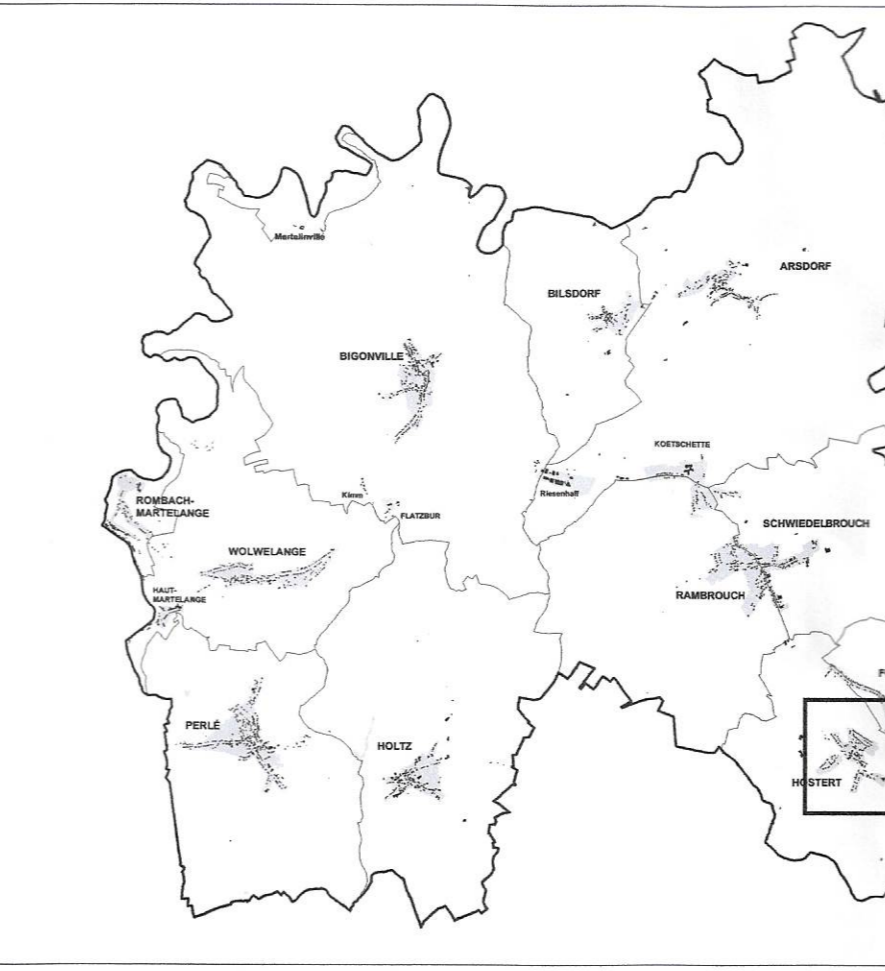 Martelinville
ARSDORF
BILSDORF
BIGONVILLE
KOETSCHETTE
Riesenhaff
Kimm
FLATZBUR
ROMBACH-
MARTELANGE
SCHWIEDELBROUCH
WOLWELANGE
HAUT-
MARTELANGE
RAMBROUCH
F
PERLÉ
HOLTZ
HOSTERT